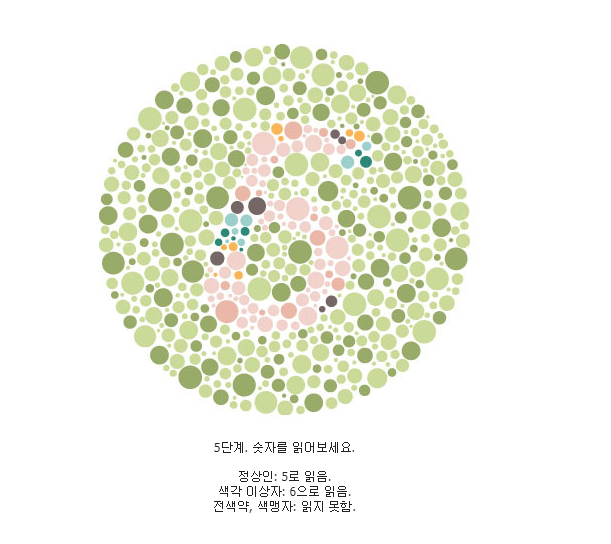 5단계. 숫자를 읽어보세요.
정상인: 5로 읽음.
색각 이상자: 6으로 읽음.
전색약, 색맹자: 읽지 못함.